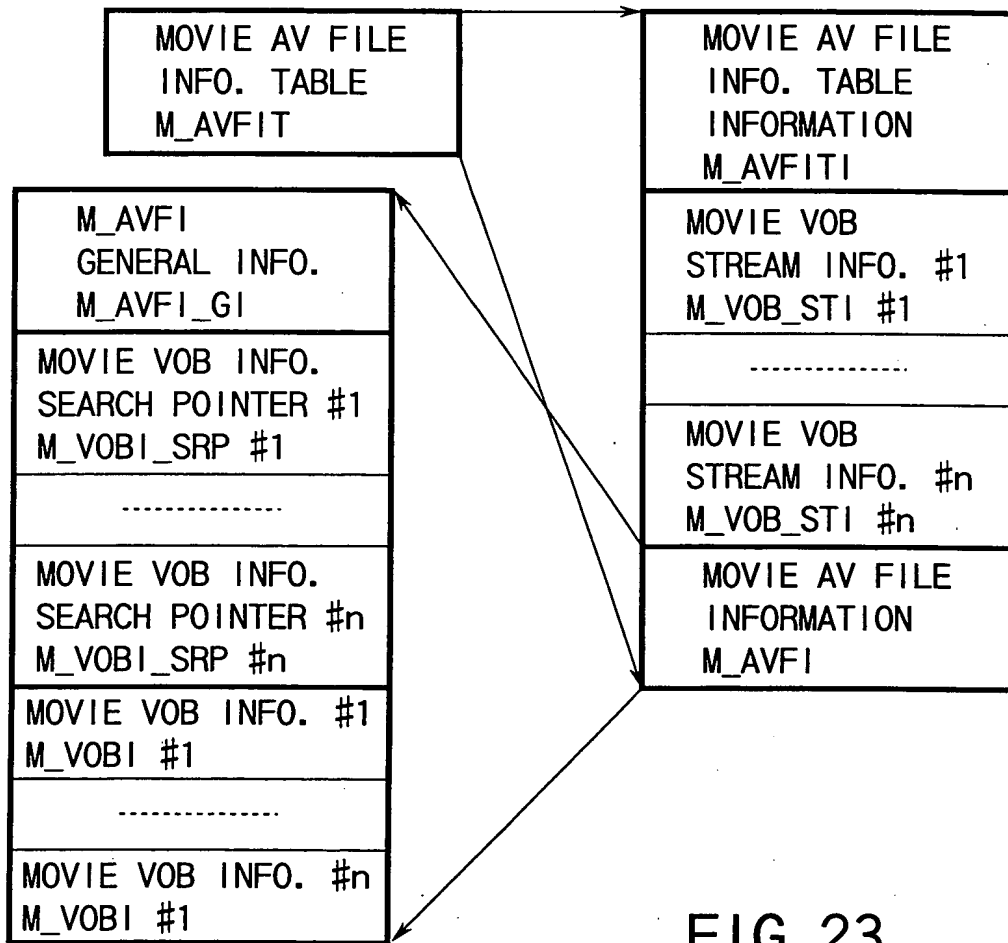 MOVIE AV FILE
INFO. TABLE
M_AVFIT
MOVIE AV FILE
INFO. TABLE
INFORMATION
M_AVFITI
MOVIE VOB
STREAM INFO. #1
M_VOB_STI #1
MOVIE VOB
STREAM INFO. #n
M_VOB_STI #n
MOVIE AV FILE
INFORMATION
M_AVFI
M_AVFI
GENERAL INFO.
M_AVFI_GI
MOVIE VOB INFO.
SEARCH POINTER #1
M_VOBI_SRP #1
MOVIE VOB INFO.
SEARCH POINTER #n
M_VOBI_SRP #n
MOVIE VOB INFO. #1
M_VOBI #1
MOVIE VOB INFO. #n
M_VOBI #1
FIG. 23